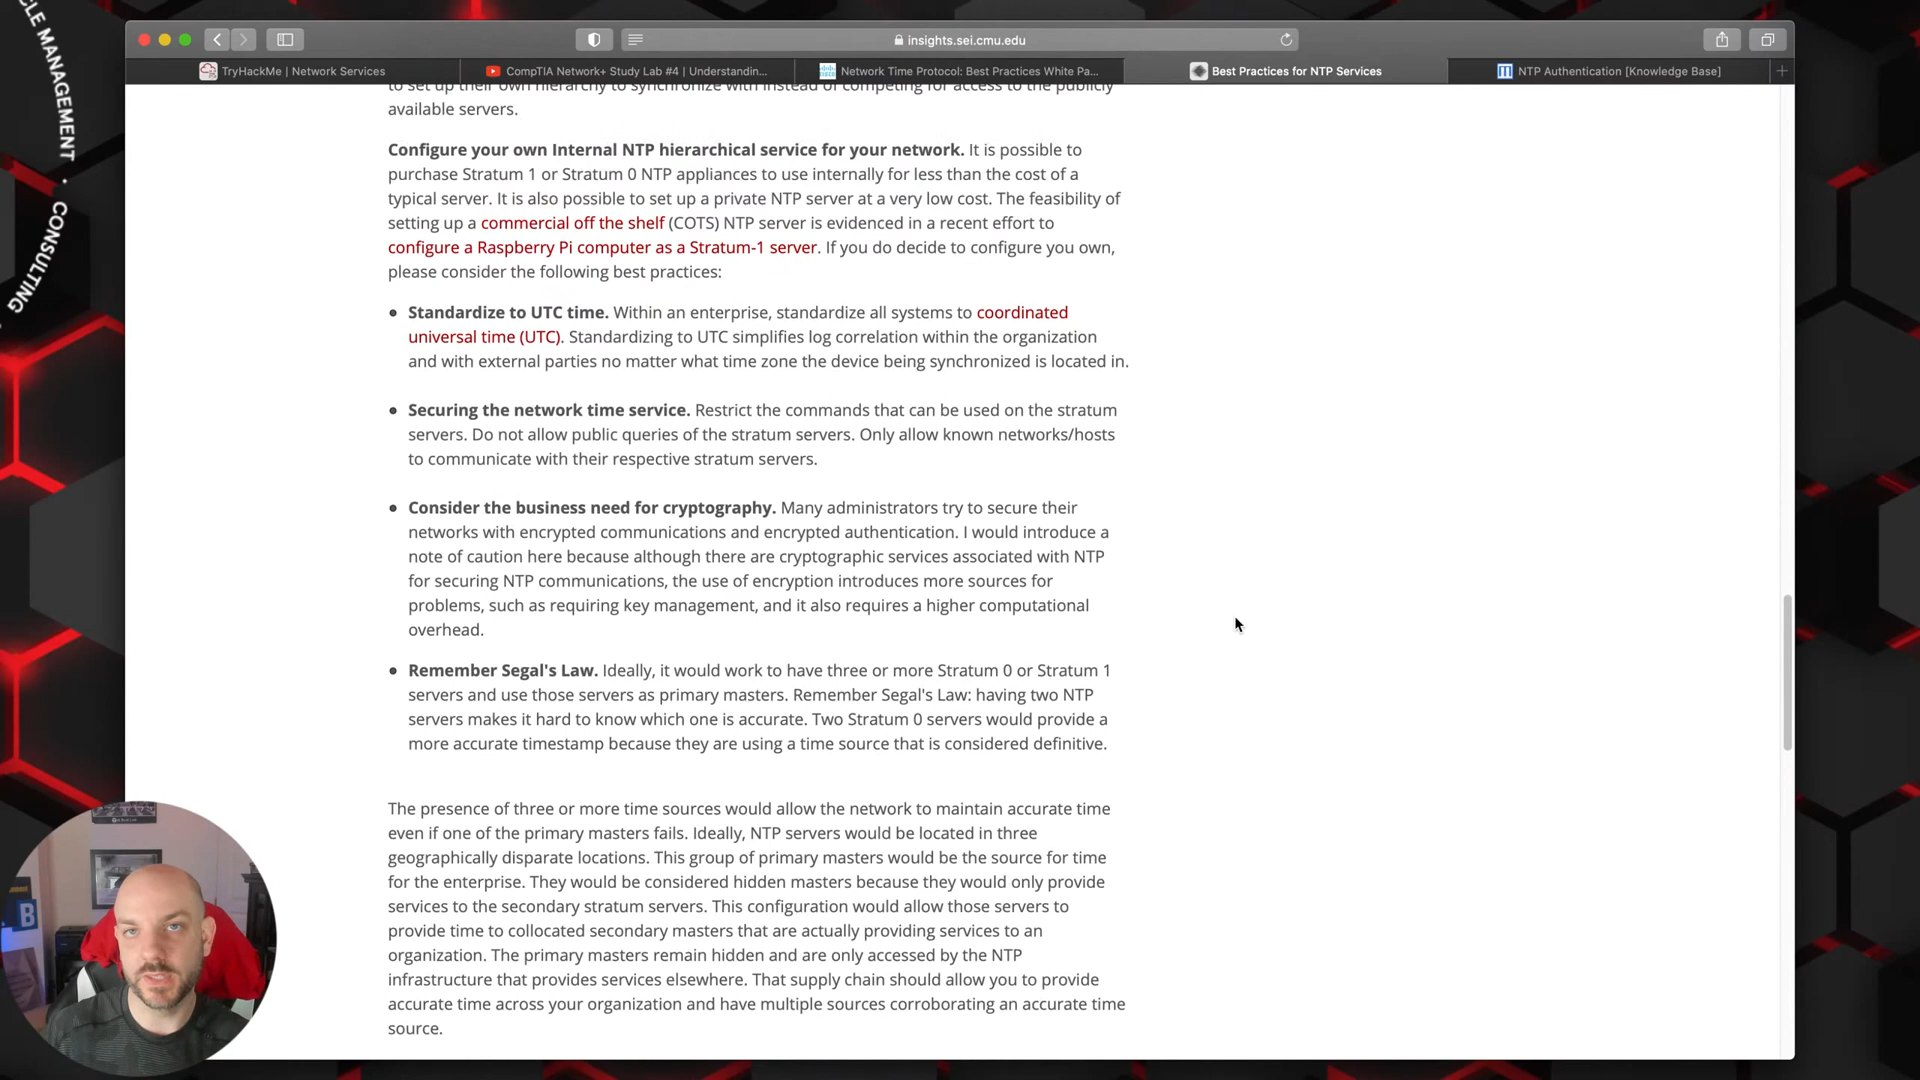 CLE MANAGEMENT · CONSULTING ·
insights.sei.cmu.edu
TryHackMe | Network Services
CompTIA Network+ Study Lab #4 | Understandin...
Network Time Protocol: Best Practices White Pa...
Best Practices for NTP Services
NTP Authentication [Knowledge Base]
to set up their own hierarchy to synchronize with instead of competing for access to the publicly
available servers.
Configure your own Internal NTP hierarchical service for your network. It is possible to
purchase Stratum 1 or Stratum 0 NTP appliances to use internally for less than the cost of a
typical server. It is also possible to set up a private NTP server at a very low cost. The feasibility of
setting up a commercial off the shelf (COTS) NTP server is evidenced in a recent effort to
configure a Raspberry Pi computer as a Stratum-1 server. If you do decide to configure you own,
please consider the following best practices:
• Standardize to UTC time. Within an enterprise, standardize all systems to coordinated
universal time (UTC). Standardizing to UTC simplifies log correlation within the organization
and with external parties no matter what time zone the device being synchronized is located in.
• Securing the network time service. Restrict the commands that can be used on the stratum
servers. Do not allow public queries of the stratum servers. Only allow known networks/hosts
to communicate with their respective stratum servers.
• Consider the business need for cryptography. Many administrators try to secure their
networks with encrypted communications and encrypted authentication. I would introduce a
note of caution here because although there are cryptographic services associated with NTP
for securing NTP communications, the use of encryption introduces more sources for
problems, such as requiring key management, and it also requires a higher computational
overhead.
• Remember Segal's Law. Ideally, it would work to have three or more Stratum 0 or Stratum 1
servers and use those servers as primary masters. Remember Segal's Law: having two NTP
servers makes it hard to know which one is accurate. Two Stratum 0 servers would provide a
more accurate timestamp because they are using a time source that is considered definitive.
The presence of three or more time sources would allow the network to maintain accurate time
even if one of the primary masters fails. Ideally, NTP servers would be located in three
geographically disparate locations. This group of primary masters would be the source for time
for the enterprise. They would be considered hidden masters because they would only provide
services to the secondary stratum servers. This configuration would allow those servers to
provide time to collocated secondary masters that are actually providing services to an
organization. The primary masters remain hidden and are only accessed by the NTP
infrastructure that provides services elsewhere. That supply chain should allow you to provide
accurate time across your organization and have multiple sources corroborating an accurate time
source.
B